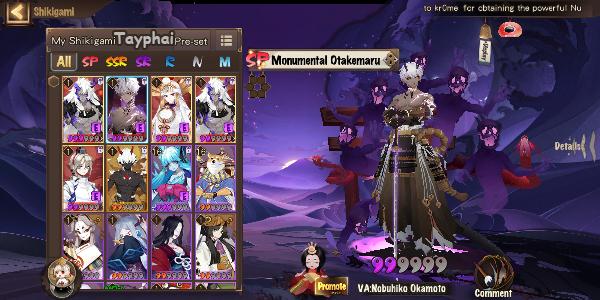 Shikigami
to kr0me for obtaining the powerful Nu
My Shikigami Tayphai Pre-set
All SP SSR SR R N M
SP Monumental Otakemaru
Display
Details
Promote
VA:Nobuhiko Okamoto
Comment